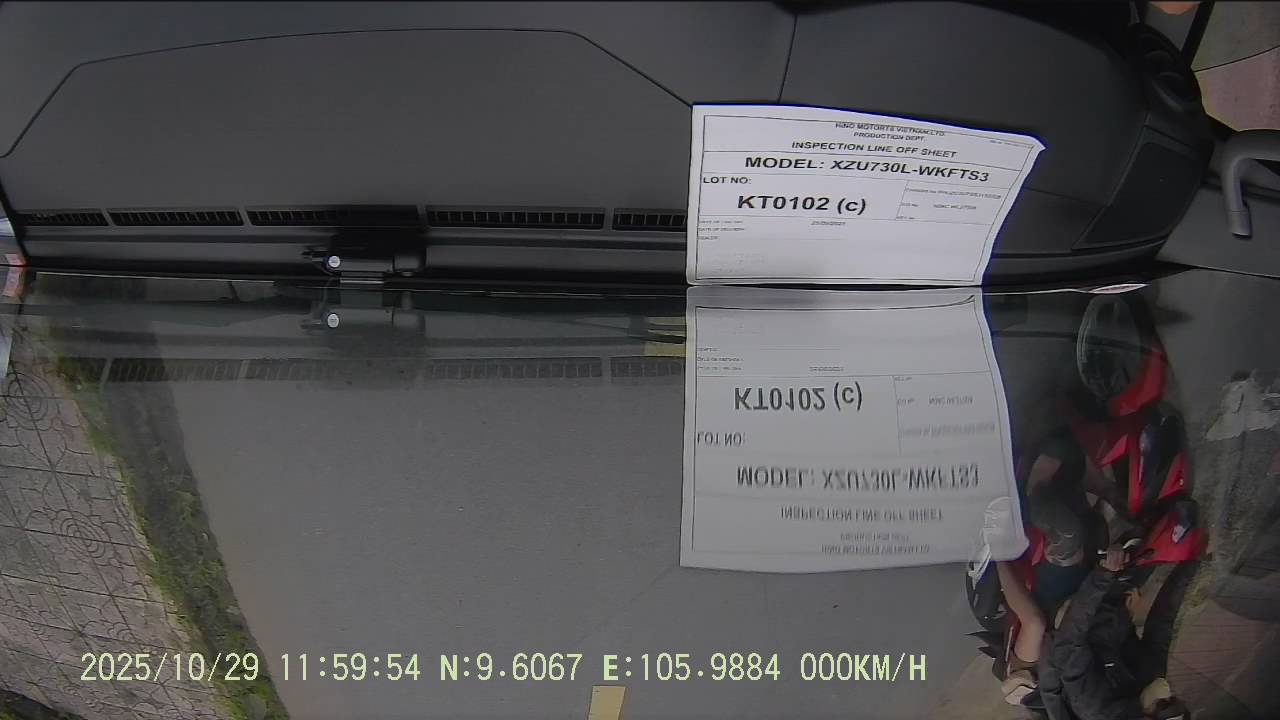 HINO MOTORTS VIETNAM,LTD.
PRODUCTION DEPT.
INSPECTION LINE OFF SHEET
MODEL: XZU730L-WKFTS3
LOT NO:
KT0102 (c)
2025/10/29 11:59:54 N:9.6067 E:105.9884 000KM/H